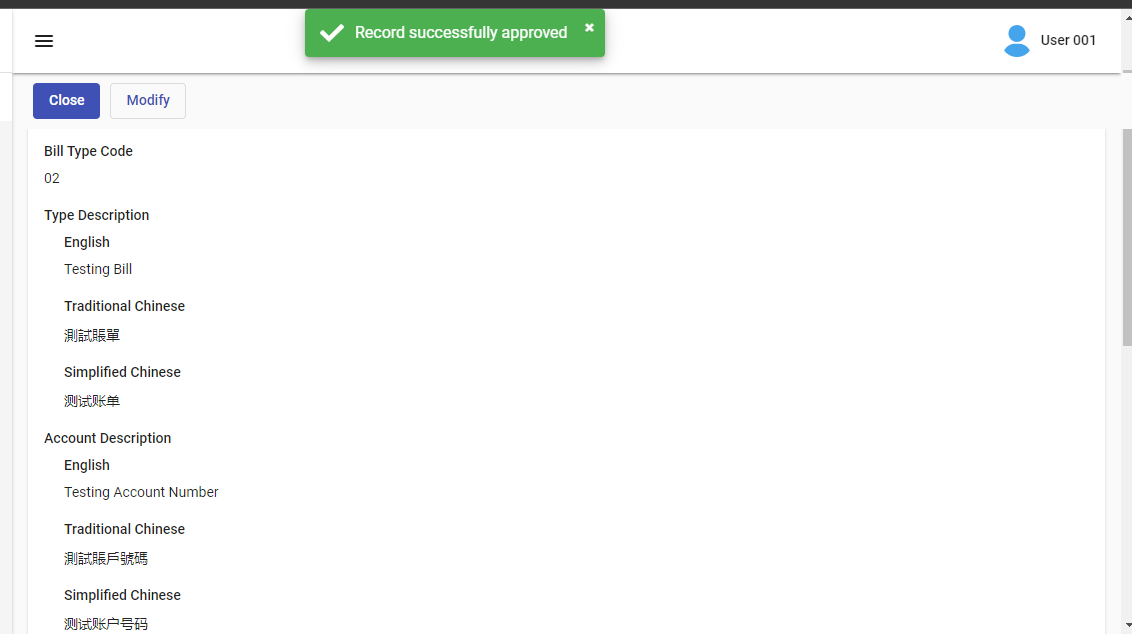 Record successfully approved
User 001
Close
Modify
Bill Type Code
02
Type Description
English
Testing Bill
Traditional Chinese
測試賬單
Simplified Chinese
测试账单
Account Description
English
Testing Account Number
Traditional Chinese
測試賬戶號碼
Simplified Chinese
测试账户号码